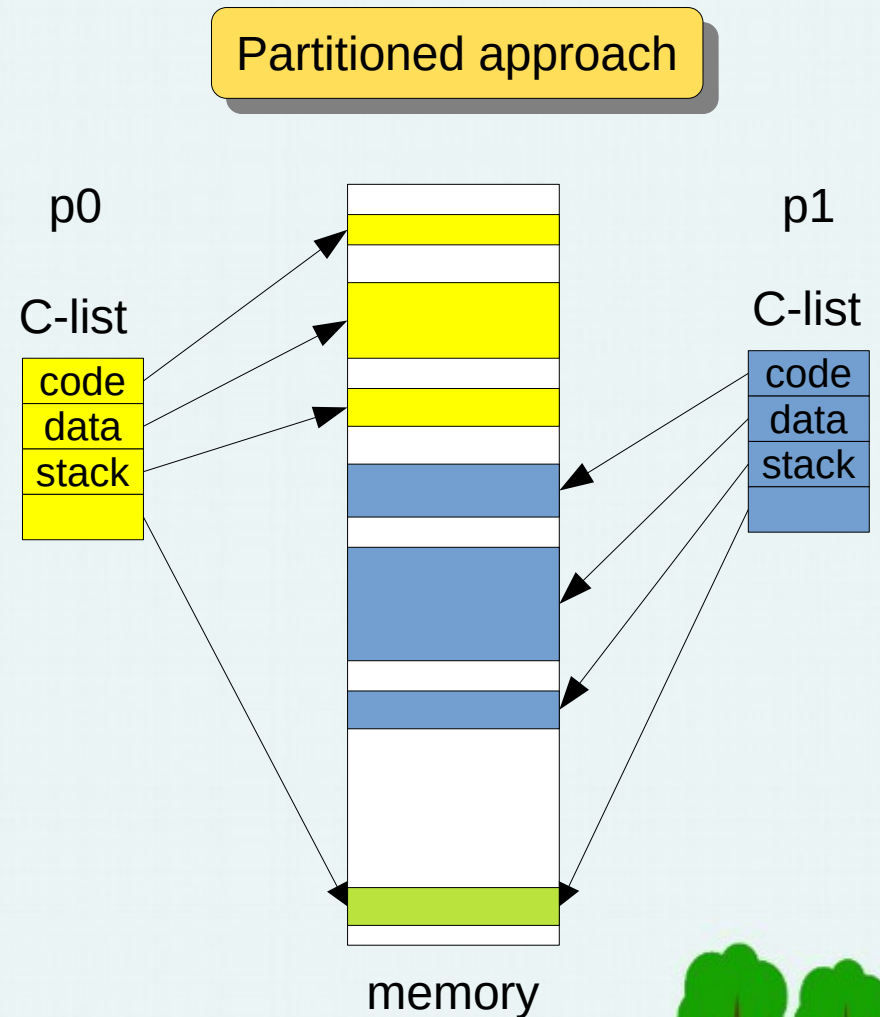 Partitioned approach
p0
p1
C-list
C-list
code
data
stack
code
data
stack
memory